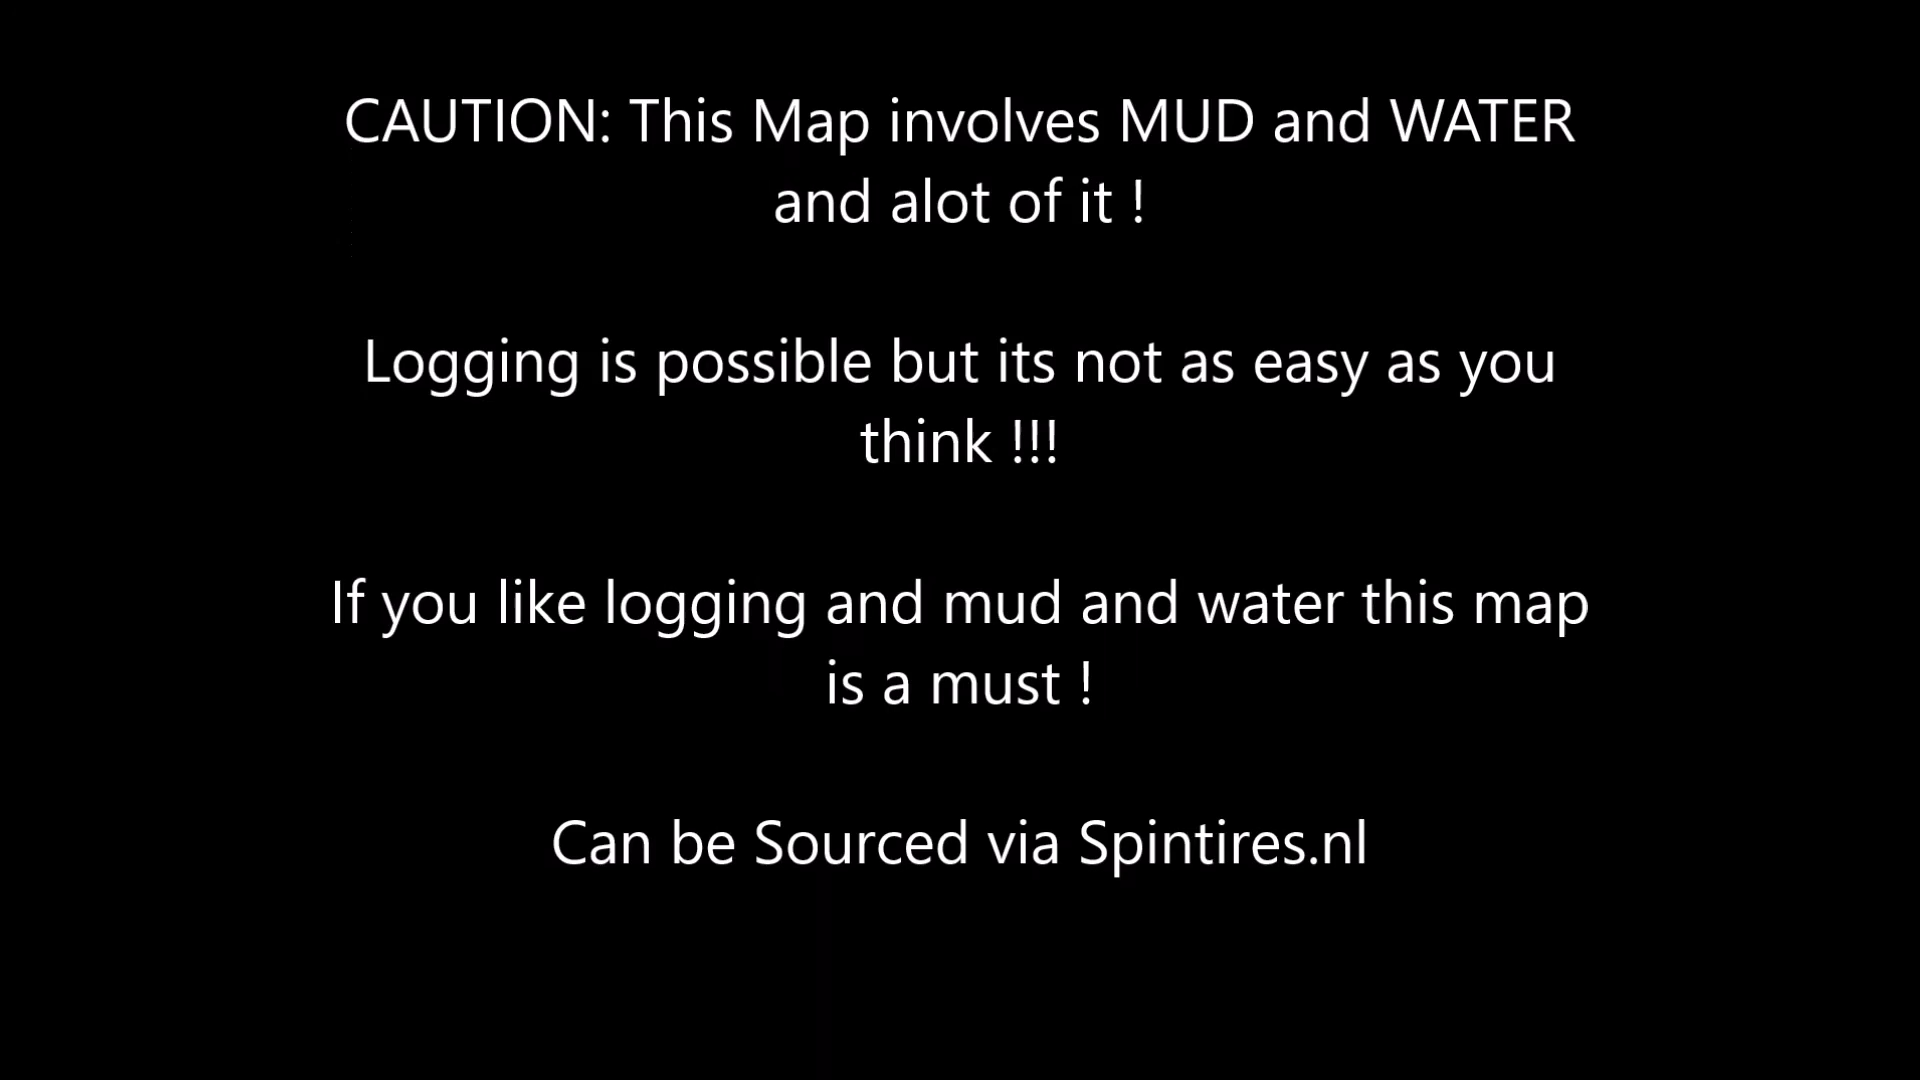 CAUTION: This Map involves MUD and WATER
and alot of it !
Logging is possible but its not as easy as you
think !!!
If you like logging and mud and water this map
is a must !
Can be Sourced via Spintires.nl